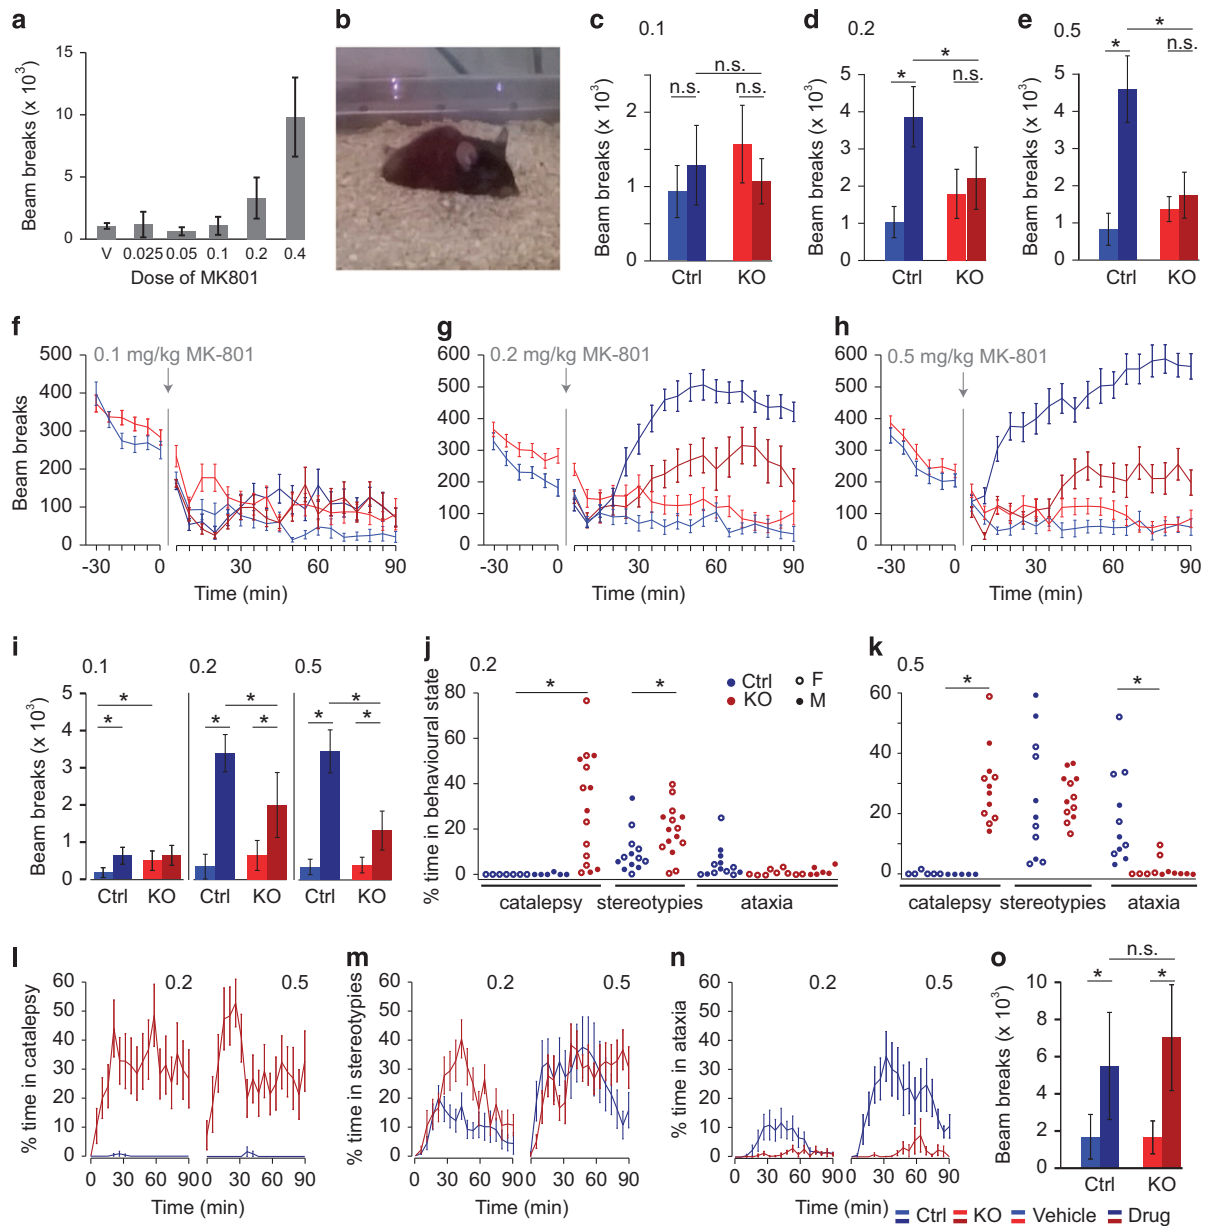 a
15
10
5
0
Beam breaks (x 10³)
V 0.025 0.05 0.1 0.2 0.4
Dose of MK801
b
c
0.1
2
1
0
Beam breaks (x 10³)
n.s.
n.s. n.s.
Ctrl KO
d
0.2
5
4
3
2
1
0
Beam breaks (x 10³)
*
* n.s.
Ctrl KO
e
0.5
5
4
3
2
1
0
Beam breaks (x 10³)
*
* n.s.
Ctrl KO
f
500
400
300
200
100
0
Beam breaks
0.1 mg/kg MK-801
-30 0 30 60 90
Time (min)
g
600
500
400
300
200
100
0
0.2 mg/kg MK-801
-30 0 30 60 90
Time (min)
h
600
500
400
300
200
100
0
0.5 mg/kg MK-801
-30 0 30 60 90
Time (min)
i
0.1 0.2 0.5
5
4
3
2
1
0
Beam breaks (x 10³)
* * *
* * * * *
Ctrl KO Ctrl KO Ctrl KO
j
0.2
80
60
40
20
0
% time in behavioural state
* *
Ctrl F
KO M
catalepsy stereotypies ataxia
k
0.5
60
40
20
0
* *
catalepsy stereotypies ataxia
l
60
50
40
30
20
10
0
% time in catalepsy
0.2 0.5
0 30 60 90 0 30 60 90
Time (min)
m
60
50
40
30
20
10
0
% time in stereotypies
0.2 0.5
0 30 60 90 0 30 60 90
Time (min)
n
60
50
40
30
20
10
0
% time in ataxia
0.2 0.5
0 30 60 90 0 30 60 90
Time (min)
o
10
8
6
4
2
0
Beam breaks (x 10³)
n.s.
* *
Ctrl KO
Ctrl KO Vehicle Drug